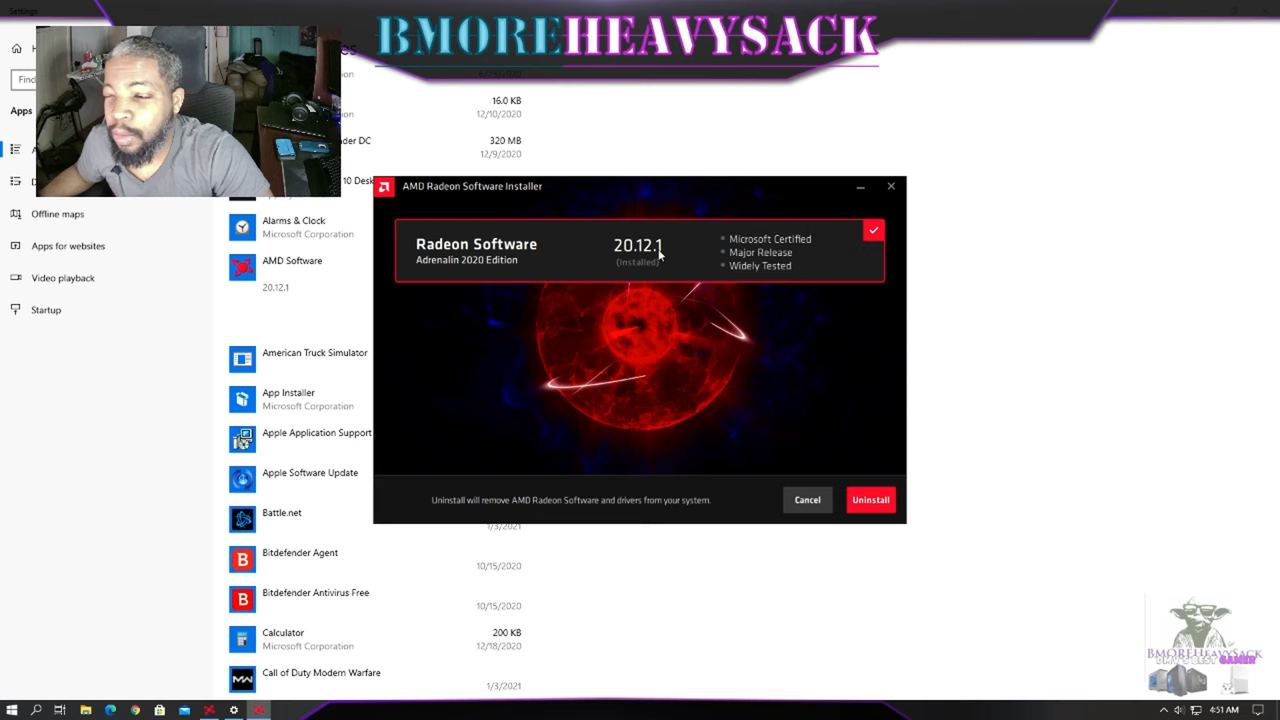 Settings
BMOREHEAVYSACK
Find
Apps
16.0 KB
12/10/2020
320 MB
12/9/2020
Offline maps
Apps for websites
Video playback
Startup
Alarms & Clock
Microsoft Corporation
AMD Software
20.12.1
American Truck Simulator
App Installer
Microsoft Corporation
Apple Application Support
Apple Software Update
Battle.net
1/3/2021
Bitdefender Agent
10/15/2020
Bitdefender Antivirus Free
10/15/2020
Calculator
200 KB
Microsoft Corporation
12/18/2020
Call of Duty Modern Warfare
1/3/2021
AMD Radeon Software Installer
Radeon Software
Adrenalin 2020 Edition
20.12.1
(Installed)
Microsoft Certified
Major Release
Widely Tested
Uninstall will remove AMD Radeon Software and drivers from your system.
Cancel
Uninstall
BMOREHEAVYSACK
DMV'S BEST GAMER
4:51 AM